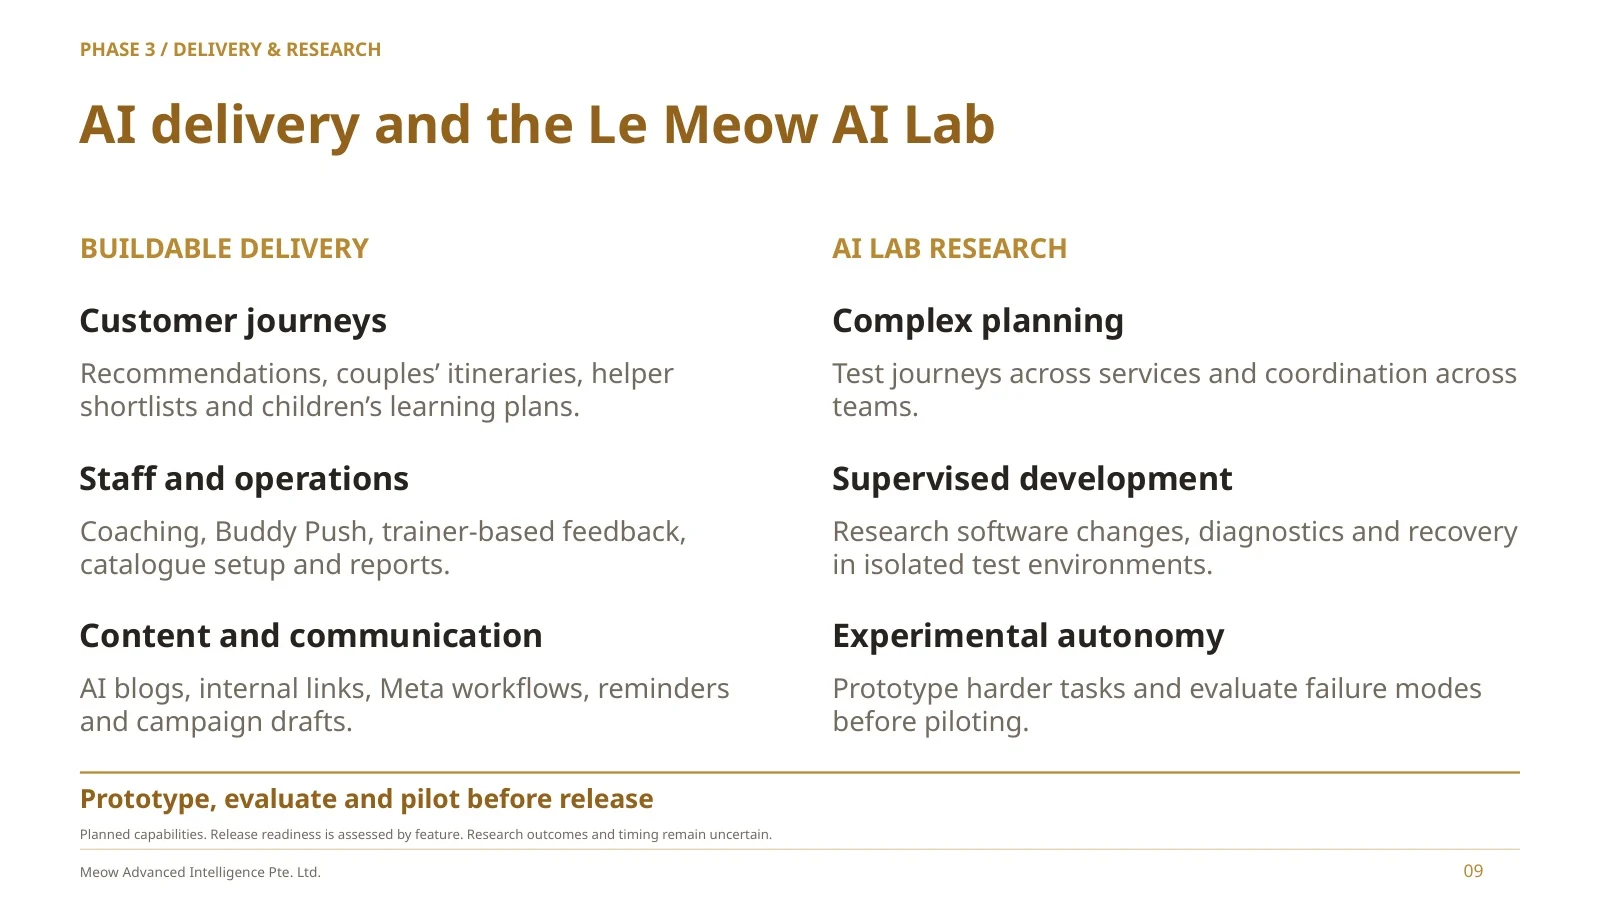 PHASE 3 / DELIVERY & RESEARCH
AI delivery and the Le Meow AI Lab
BUILDABLE DELIVERY
Customer journeys
Recommendations, couples’ itineraries, helper
shortlists and children’s learning plans.
Staff and operations
Coaching, Buddy Push, trainer-based feedback,
catalogue setup and reports.
Content and communication
AI blogs, internal links, Meta workflows, reminders
and campaign drafts.
AI LAB RESEARCH
Complex planning
Test journeys across services and coordination across
teams.
Supervised development
Research software changes, diagnostics and recovery
in isolated test environments.
Experimental autonomy
Prototype harder tasks and evaluate failure modes
before piloting.
Prototype, evaluate and pilot before release
Planned capabilities. Release readiness is assessed by feature. Research outcomes and timing remain uncertain.
Meow Advanced Intelligence Pte. Ltd.
09